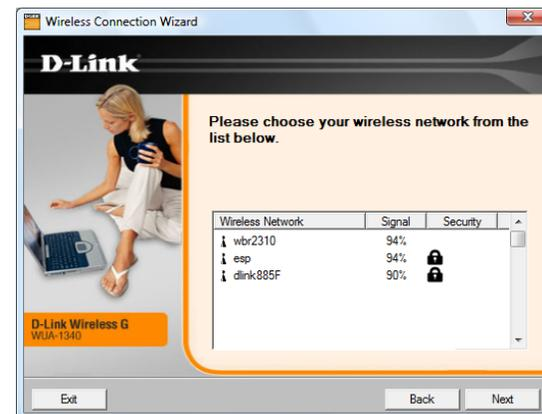 Wireless Connection Wizard
D-Link
Please choose your wireless network from the
list below.
Wireless Network Signal Security
wbr2310 94%
esp 94%
dlink885F 90%
D-Link Wireless G
WUA-1340
Exit Back Next